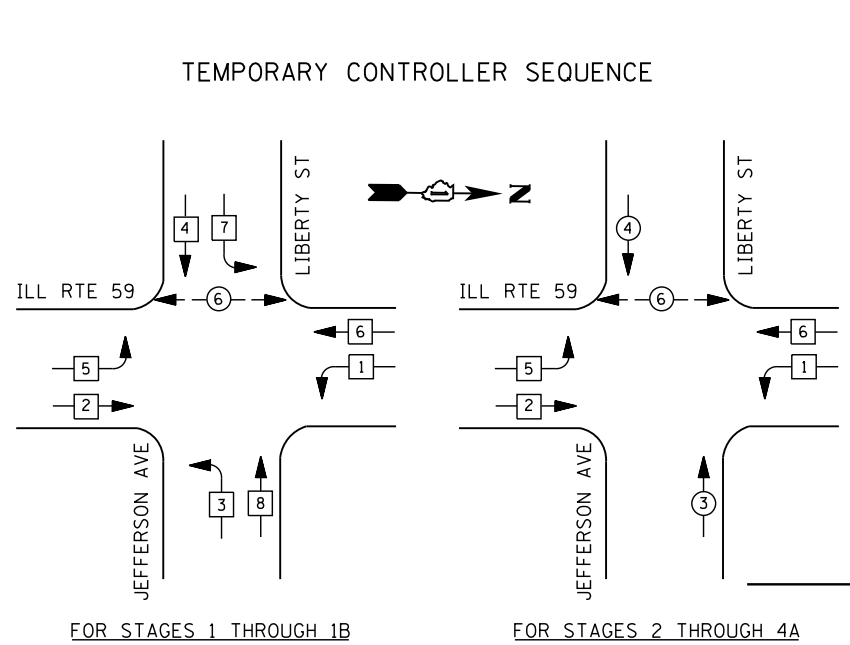 TEMPORARY CONTROLLER SEQUENCE
LIBERTY ST
N
LIBERTY ST
4
7
4
ILL RTE 59
6
ILL RTE 59
6
6
6
5
1
5
1
2
2
JEFFERSON AVE
3
8
JEFFERSON AVE
3
FOR STAGES 1 THROUGH 1B
FOR STAGES 2 THROUGH 4A